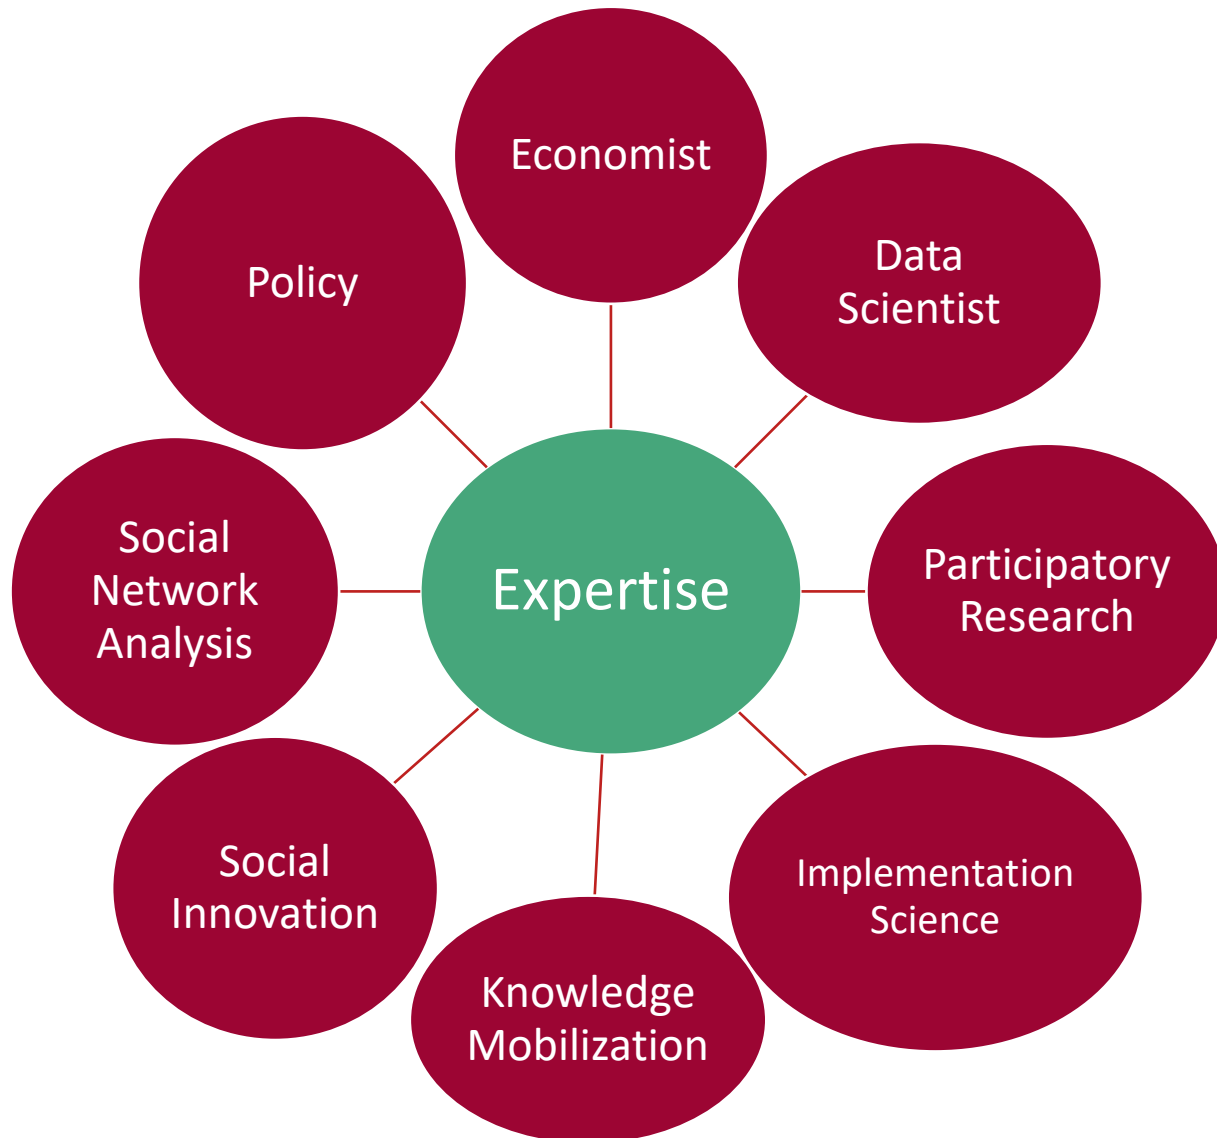 Economist
Data
Scientist
Policy
Social
Network
Analysis
Expertise
Participatory
Research
Social
Innovation
Implementation
Science
Knowledge
Mobilization